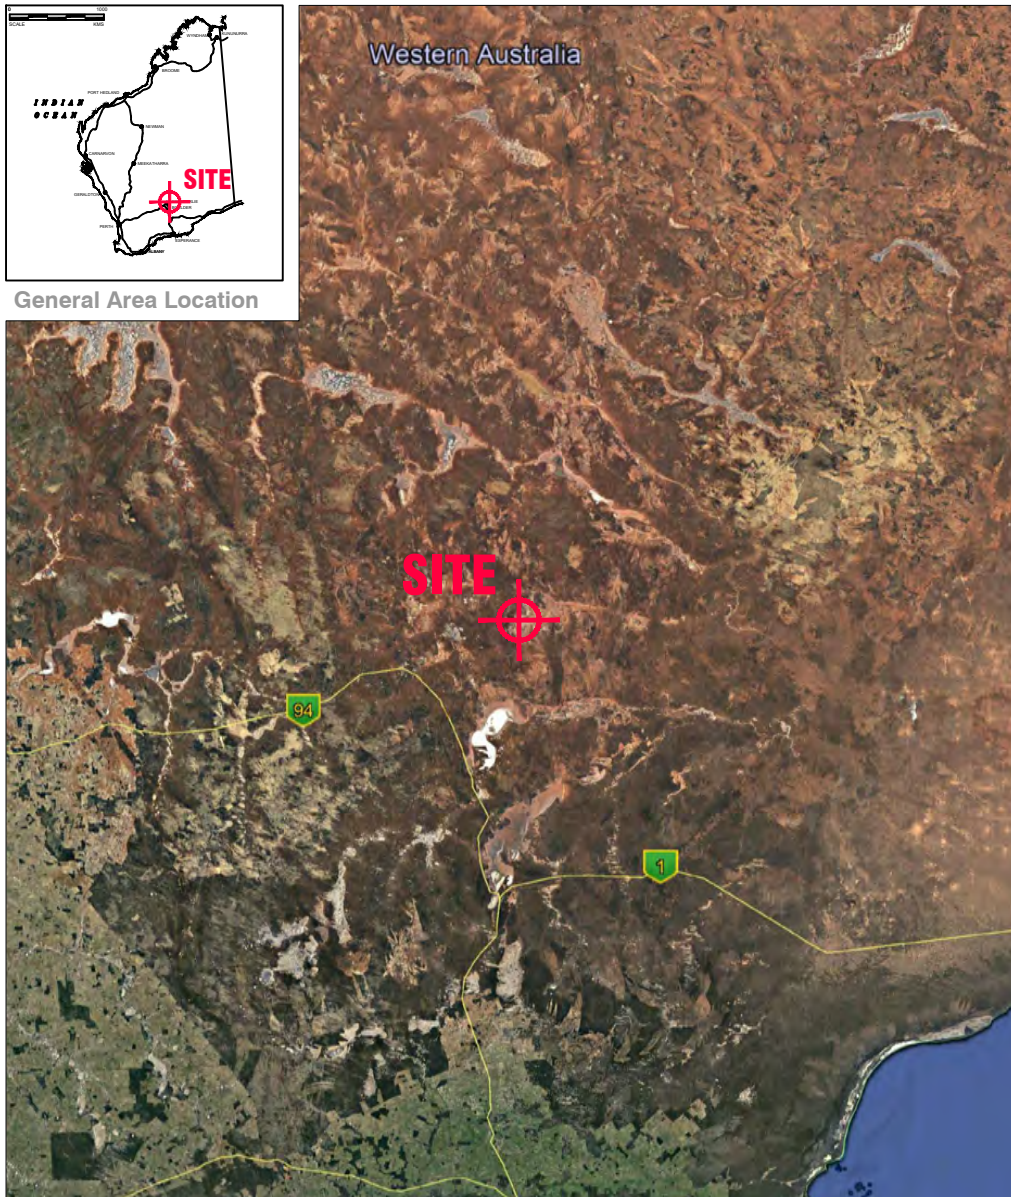 0 1000
SCALE KMS
WYNDHAM
KUNUNURRA
BROOME
PORT HEDLAND
INDIAN
OCEAN
NEWMAN
CARNARVON
MEEKATHARRA
SITE
GERALDTON
PERTH
ESPERANCE
ALBANY
General Area Location
Western Australia
SITE
94
1